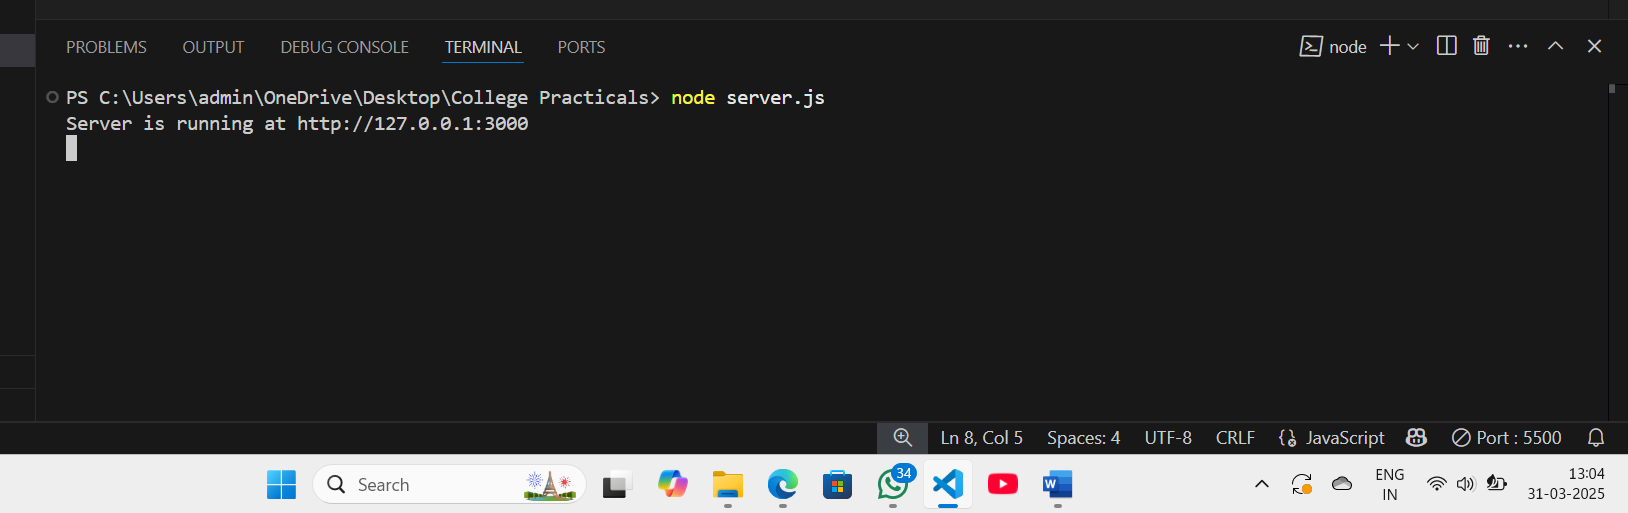 PROBLEMS OUTPUT DEBUG CONSOLE TERMINAL PORTS node
PS C:\Users\admin\OneDrive\Desktop\College Practicals> node server.js
Server is running at http://127.0.0.1:3000
Ln 8, Col 5 Spaces: 4 UTF-8 CRLF JavaScript Port : 5500
Search
34
W
ENG
IN
13:04
31-03-2025